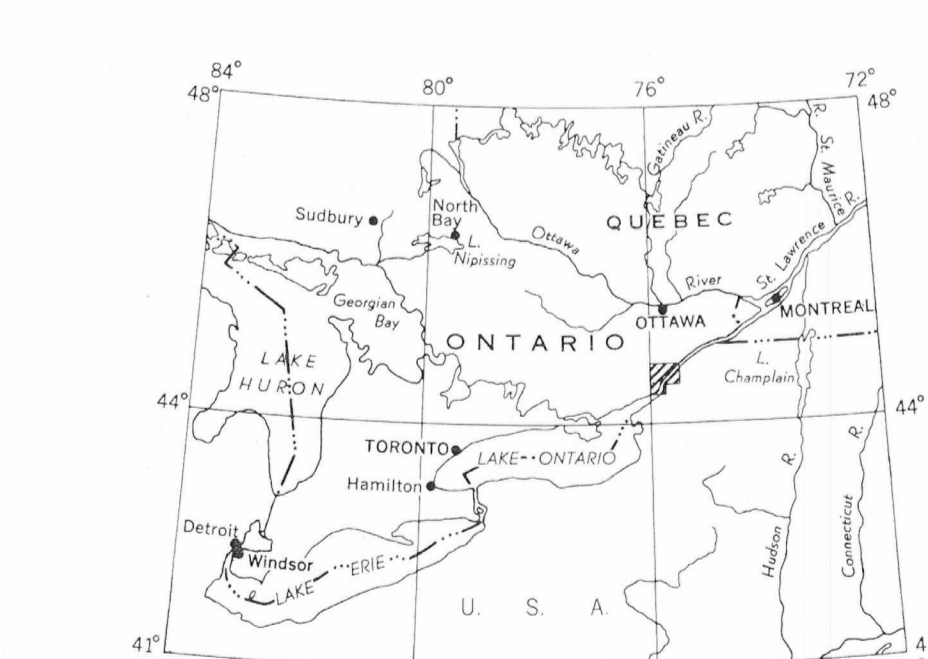 84°
80°
76°
72°
48°
48°
Gatineau R.
R.
St. Maurice
R.
Sudbury
North
Bay
QUEBEC
L.
Nipissing
Ottawa
River
St. Lawrence
Georgian
Bay
OTTAWA
MONTREAL
ONTARIO
LAKE
HURON
L.
Champlain
44°
44°
TORONTO
LAKE ONTARIO
R.
R.
Hamilton
Detroit
Windsor
Hudson
Connecticut
LAKE ERIE
U. S. A.
41°
4